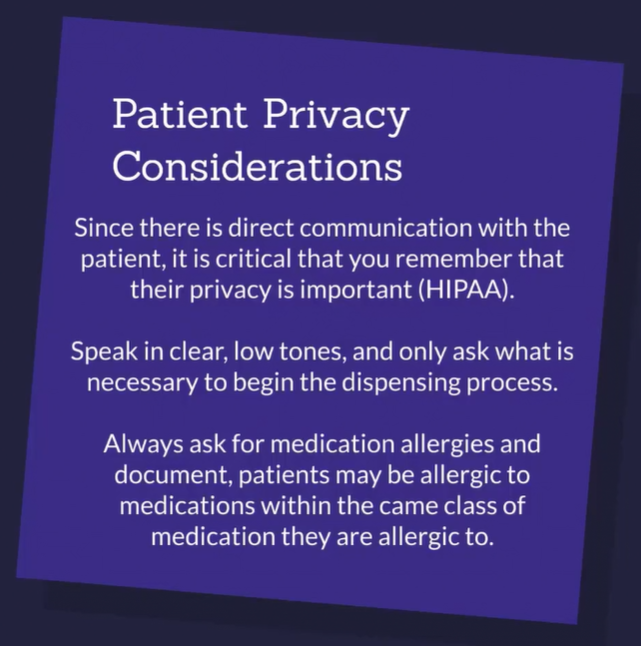 Patient Privacy
Considerations
Since there is direct communication with the
patient, it is critical that you remember that
their privacy is important (HIPAA).
Speak in clear, low tones, and only ask what is
necessary to begin the dispensing process.
Always ask for medication allergies and
document, patients may be allergic to
medications within the came class of
medication they are allergic to.